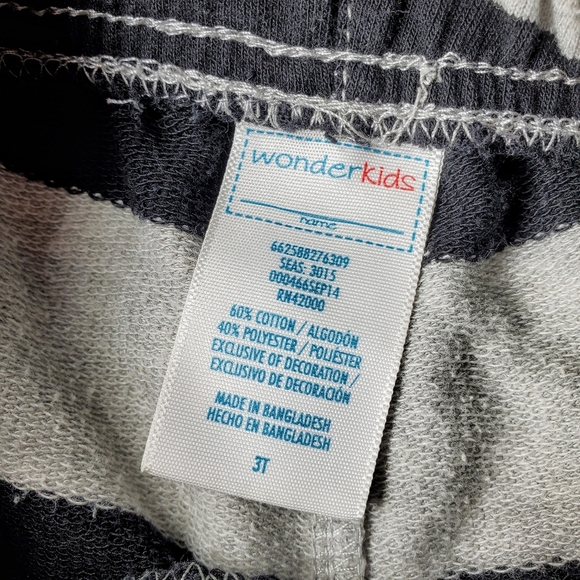 wonderkids
name
662588276309
SEAS: 3015
000466SEP14
RN42000
60% COTTON / ALGODÓN
40% POLYESTER / POLIÉSTER
EXCLUSIVE OF DECORATION /
EXCLUSIVO DE DECORACIÓN
MADE IN BANGLADESH
HECHO EN BANGLADESH
3T